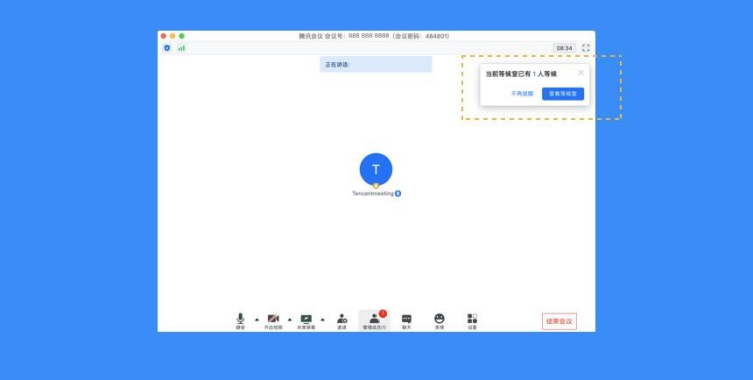 腾讯会议 会议号：888 888 8888（会议密码：484801）
08:34
正在讲话:
当前等候室已有 1 人等候
不再提醒
查看等候室
T
Tencentmeeting
1
静音
开启视频
共享屏幕
邀请
管理成员(1)
聊天
表情
设置
结束会议